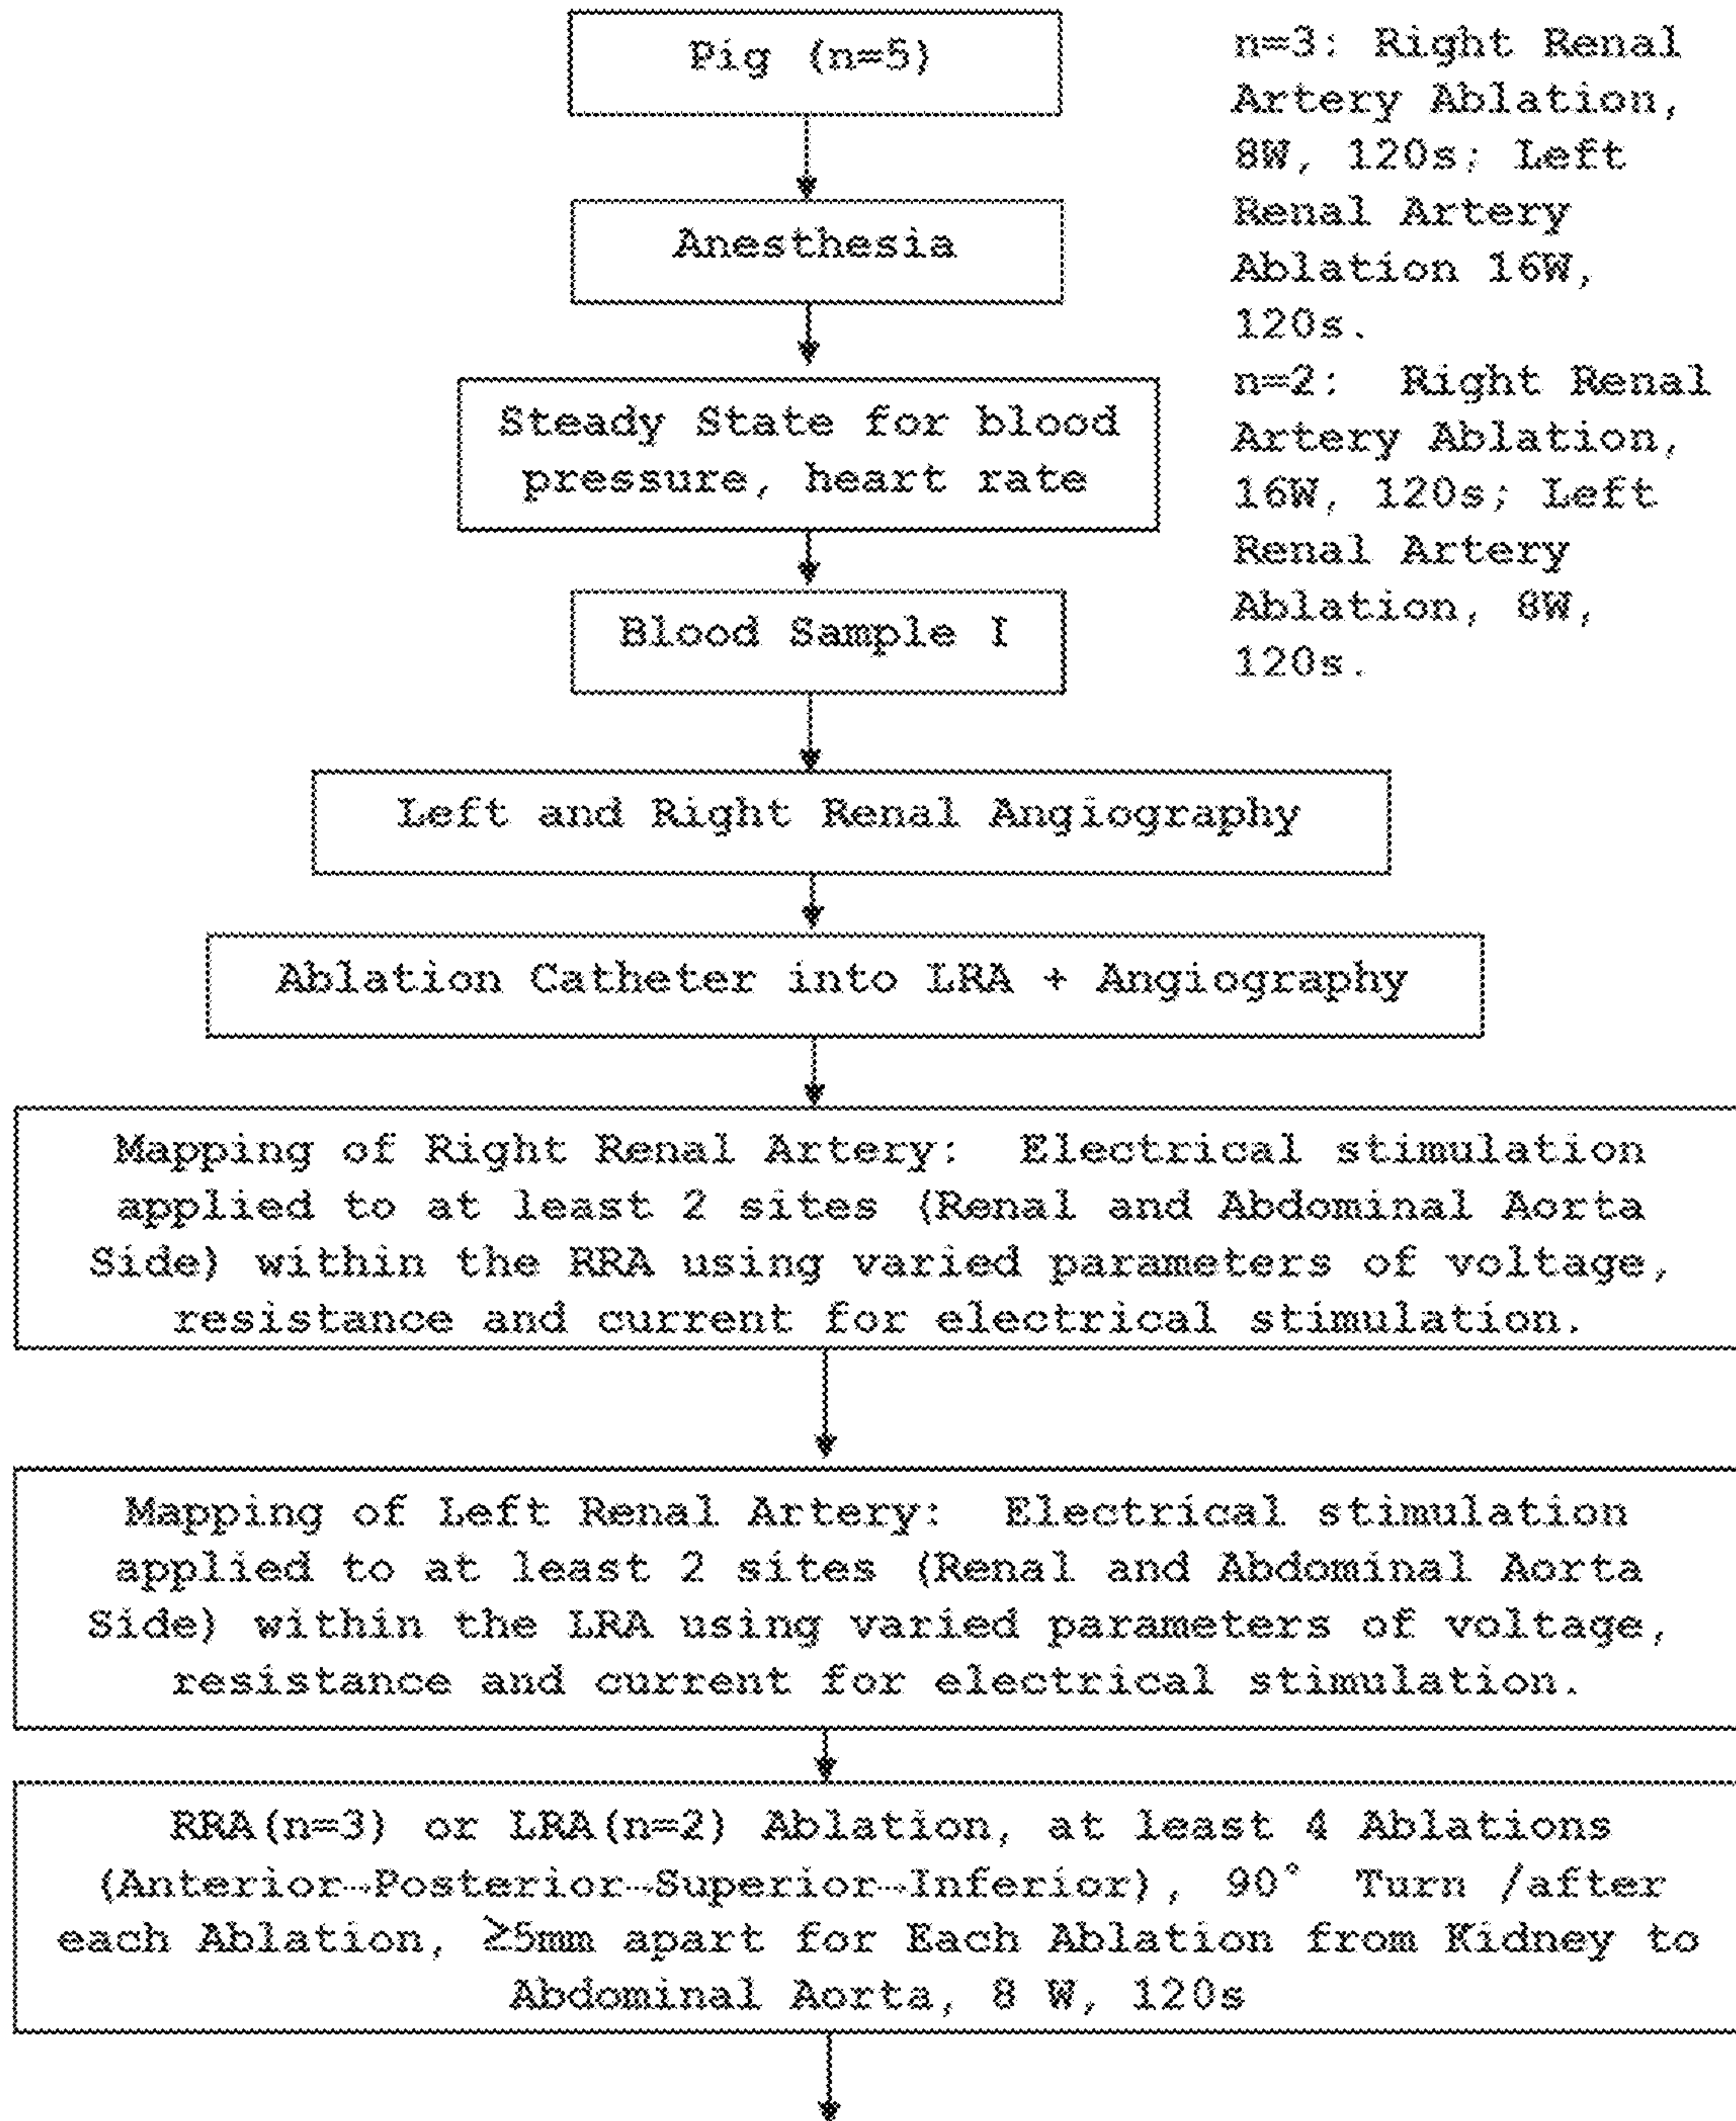 Pig (n=5)
Anesthesia
Steady State for blood
pressure, heart rate
Blood Sample I
Left and Right Renal Angiography
Ablation Catheter into LRA + Angiography
Mapping of Right Renal Artery: Electrical stimulation
applied to at least 2 sites (Renal and Abdominal Aorta
Side) within the RRA using varied parameters of voltage,
resistance and current for electrical stimulation.
Mapping of Left Renal Artery: Electrical stimulation
applied to at least 2 sites (Renal and Abdominal Aorta
Side) within the LRA using varied parameters of voltage,
resistance and current for electrical stimulation.
RRA(n=3) or LRA(n=2) Ablation, at least 4 Ablations
(Anterior→Posterior→Superior→Inferior), 90° Turn /after
each Ablation, ≥5mm apart for Each Ablation from Kidney to
Abdominal Aorta, 8 W, 120s
n=3: Right Renal
Artery Ablation,
8W, 120s; Left
Renal Artery
Ablation 16W,
120s.
n=2: Right Renal
Artery Ablation,
16W, 120s; Left
Renal Artery
Ablation, 8W,
120s.